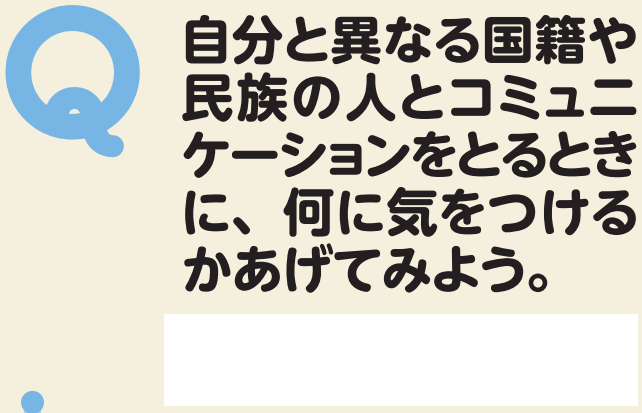 Q
自分と異なる国籍や
民族の人とコミュニ
ケーションをとるとき
に、何に気をつける
かあげてみよう。